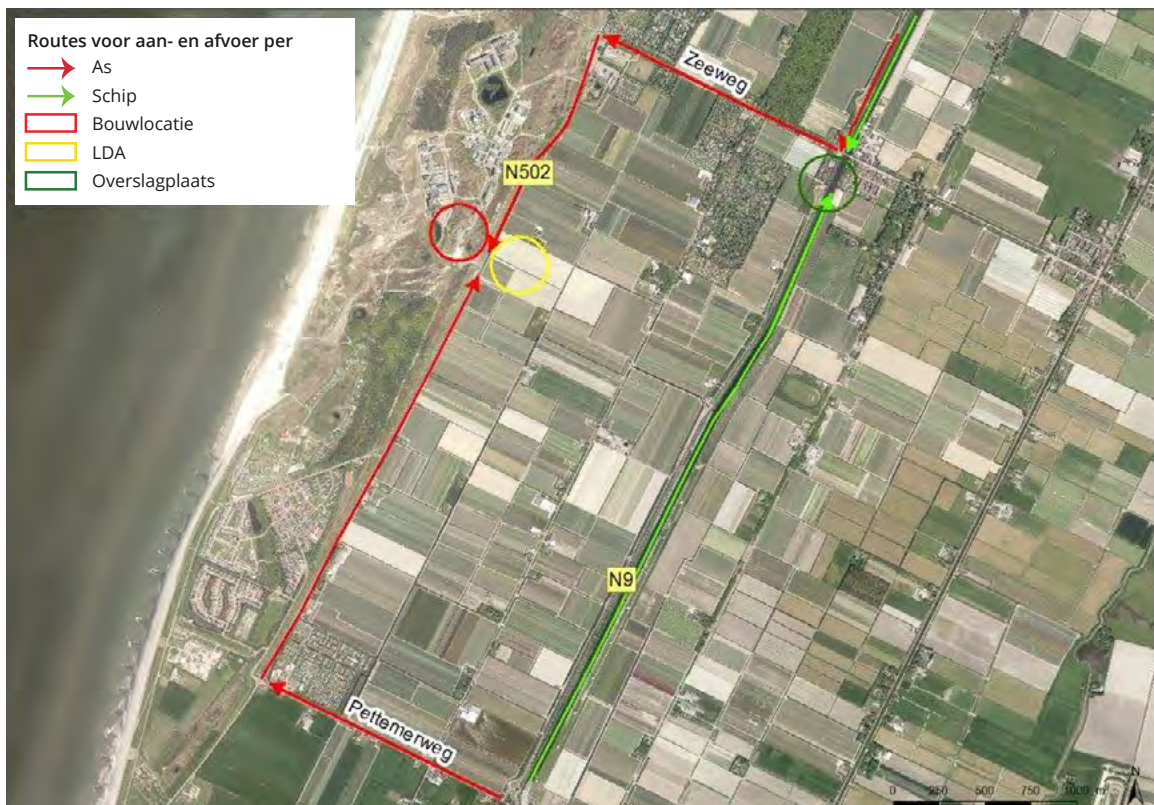 Routes voor aan- en afvoer per
As
Schip
Bouwlocatie
LDA
Overslagplaats
Zeeweg
N502
N9
Pettemerweg
0 250 500 750 1000 m
N